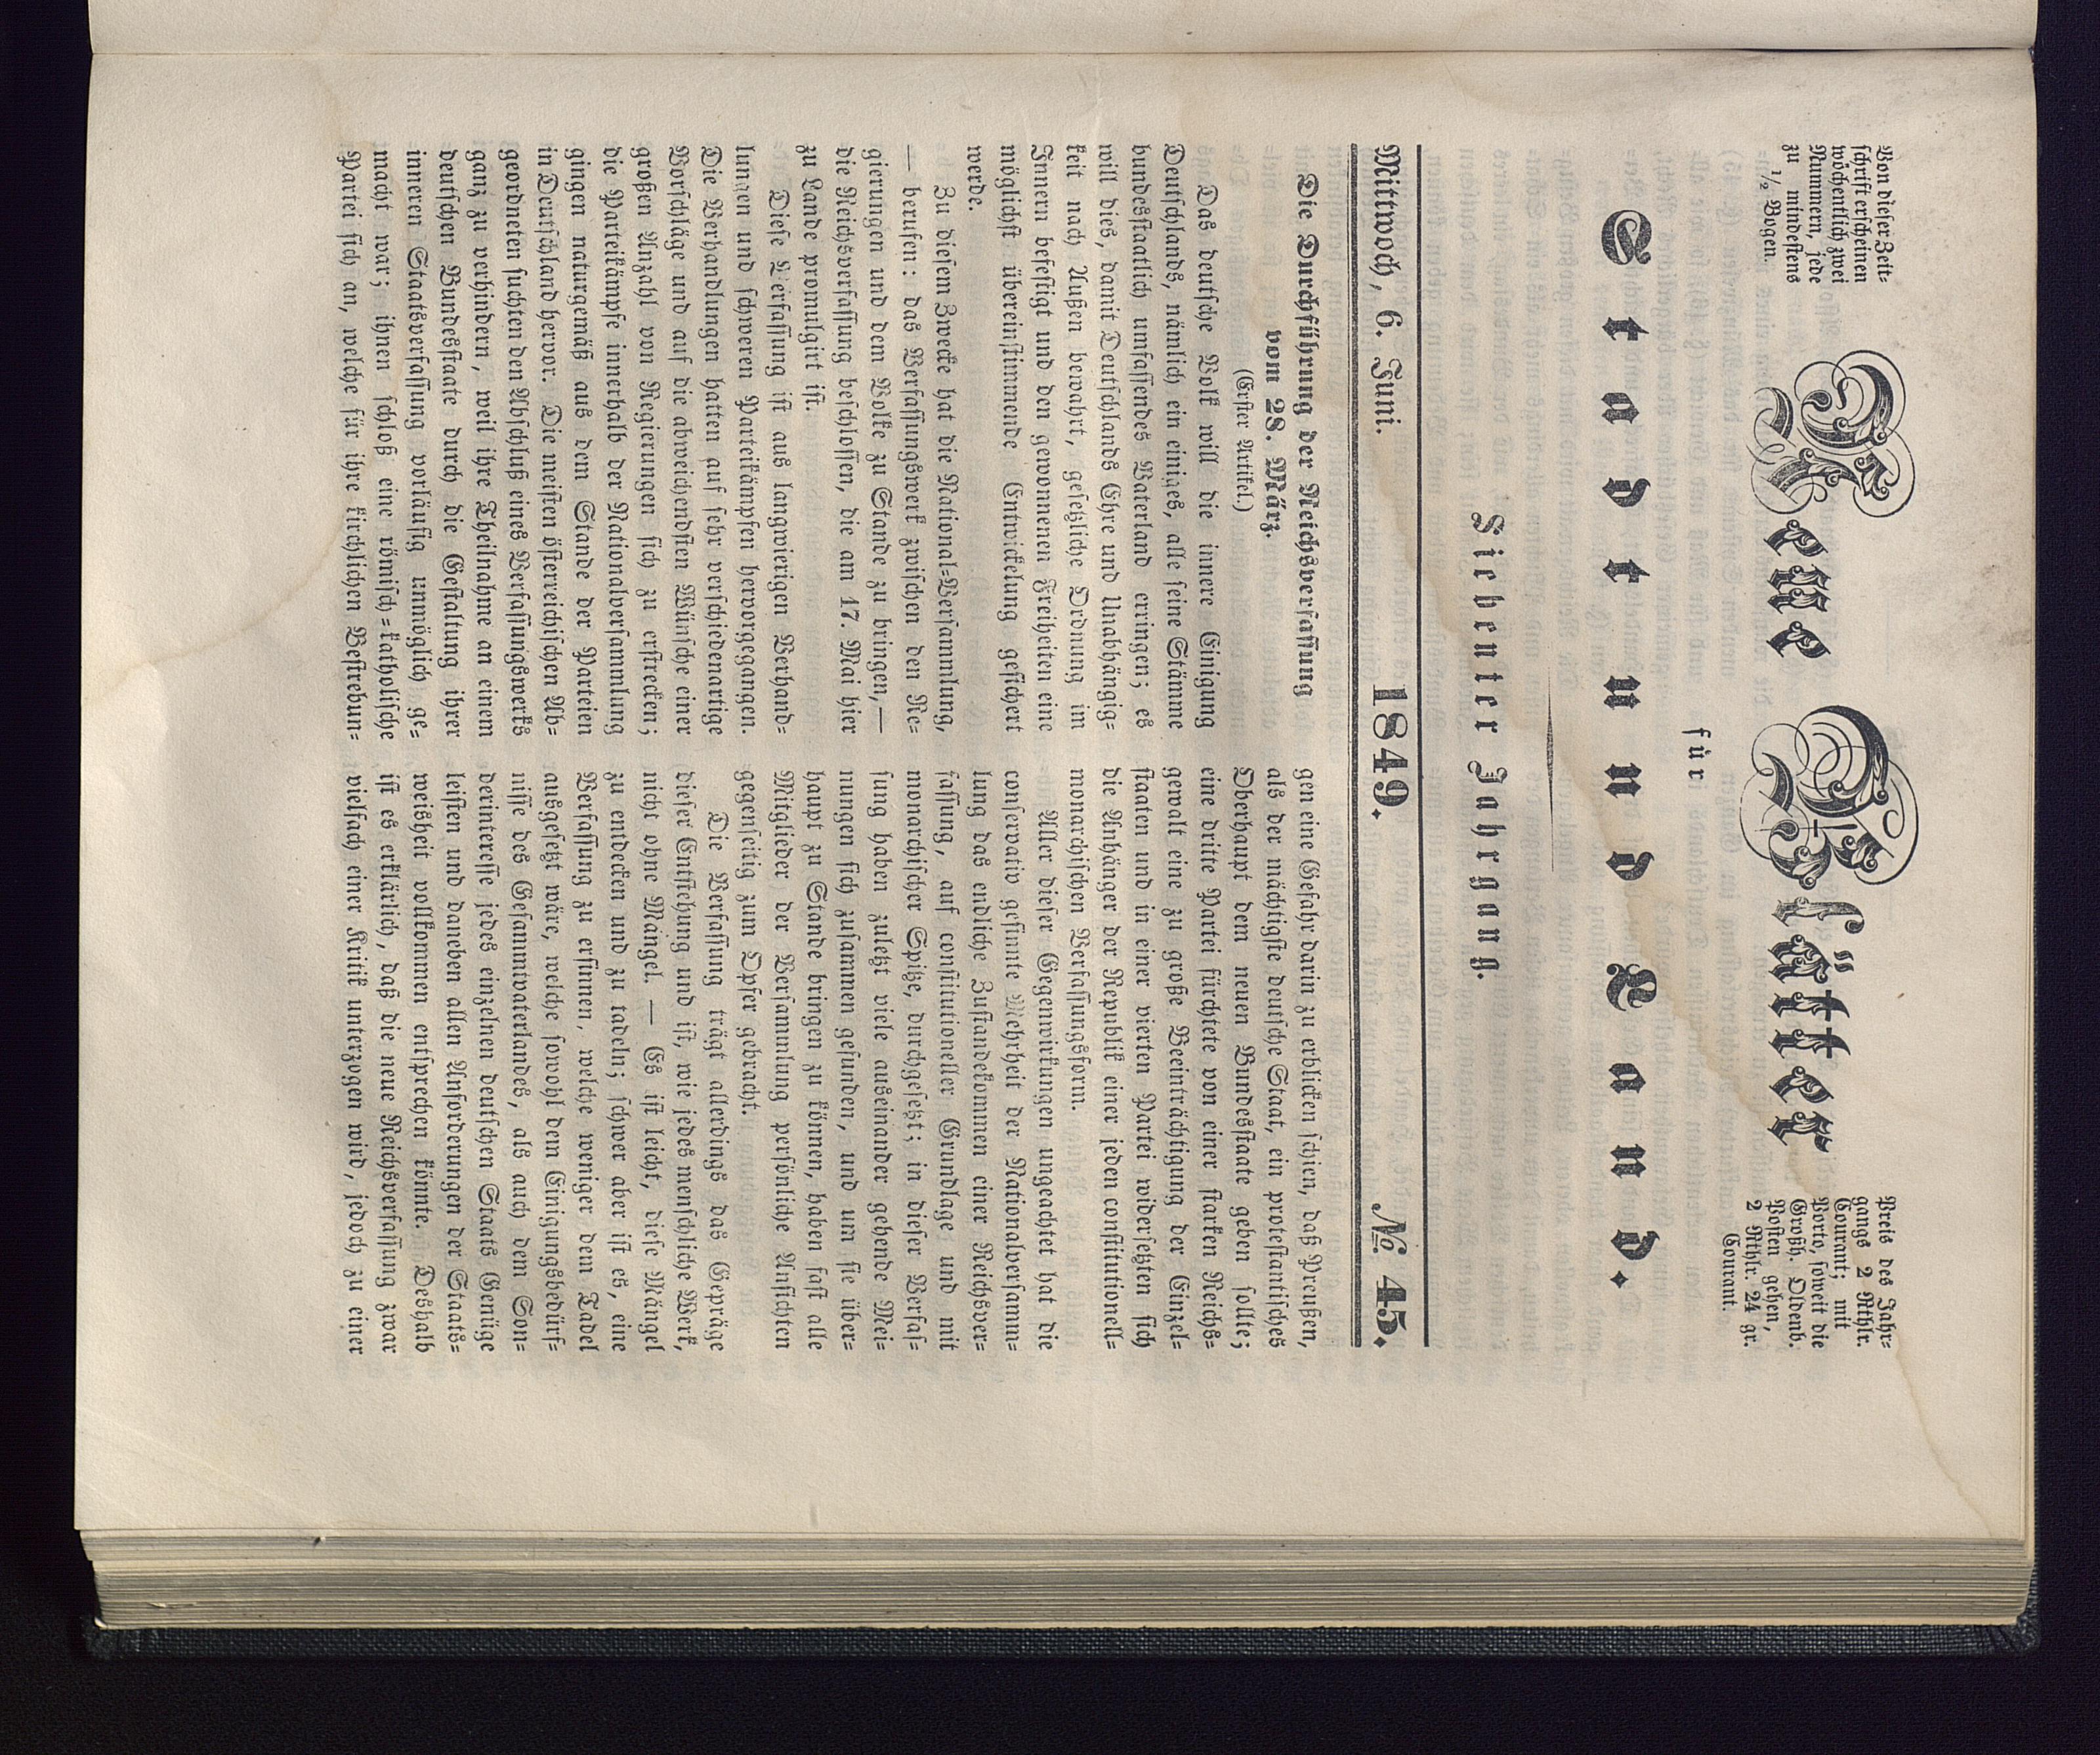 Von dieser Zeit-
schrift erscheinen
wöchentlich zwei
Nummern, jede
zu mindestens
1/2 Bogen.
Neue Blätter
Preis des Jahr-
gangs 2 Rthlr.
Courant; mit
Porto, soweit die
Großh. Oldenb.
Posten gehen,
2 Rthlr. 24 gr.
Courant.
für
Stadt und Land.
Siebenter Jahrgang.
Mittwoch, 6. Juni. 1849. № 45.
Die Durchführung der Reichsverfassung
vom 28. März.
(Erster Artikel.)
Das deutsche Volk will die innere Einigung
Deutschlands, nämlich ein einiges, alle seine Stämme
bundesstaatlich umfassendes Vaterland erringen; es
will dies, damit Deutschlands Ehre und Unabhängig-
keit nach Außen bewahrt, gesetzliche Ordnung im
Innern befestigt und den gewonnenen Freiheiten eine
möglichst übereinstimmende Entwickelung gesichert
werde.
Zu diesem Zwecke hat die National-Versammlung,
— berufen: das Verfassungswerk zwischen den Re-
gierungen und dem Volke zu Stande zu bringen, —
die Reichsverfassung beschlossen, die am 17. Mai hier
zu Lande promulgirt ist.
Diese Verfassung ist aus langwierigen Verhand-
lungen und schweren Parteikämpfen hervorgegangen.
Die Verhandlungen hatten auf sehr verschiedenartige
Vorschläge und auf die abweichendsten Wünsche einer
großen Anzahl von Regierungen sich zu erstrecken;
die Parteikämpfe innerhalb der Nationalversammlung
gingen naturgemäß aus dem Stande der Parteien
in Deutschland hervor. Die meisten österreichischen Ab-
geordneten suchten den Abschluß eines Verfassungswerks
ganz zu verhindern, weil ihre Theilnahme an einem
deutschen Bundesstaate durch die Gestaltung ihrer
inneren Staatsverfassung vorläufig unmöglich ge-
macht war; ihnen schloß eine römisch-katholische
Partei sich an, welche für ihre kirchlichen Bestrebun-
gen eine Gefahr darin zu erblicken schien, daß Preußen,
als der mächtigste deutsche Staat, ein protestantisches
Oberhaupt dem neuen Bundesstaate geben sollte;
eine dritte Partei fürchtete von einer starken Reichs-
gewalt eine zu große Beeinträchtigung der Einzel-
staaten und in einer vierten Partei widersetzten sich
die Anhänger der Republik einer jeden constitutionell-
monarchischen Verfassungsform.
Aller dieser Gegenwirkungen ungeachtet hat die
conservativ gesinnte Mehrheit der Nationalversamm-
lung das endliche Zustandekommen einer Reichsver-
fassung, auf constitutioneller Grundlage und mit
monarchischer Spitze, durchgesetzt; in dieser Verfas-
sung haben zuletzt viele auseinander gehende Mei-
nungen sich zusammen gefunden, und um sie über-
haupt zu Stande bringen zu können, haben fast alle
Mitglieder der Versammlung persönliche Ansichten
gegenseitig zum Opfer gebracht.
Die Verfassung trägt allerdings das Gepräge
dieser Entstehung und ist, wie jedes menschliche Werk,
nicht ohne Mängel. — Es ist leicht, diese Mängel
zu entdecken und zu tadeln; schwer aber ist es, eine
Verfassung zu ersinnen, welche weniger dem Tadel
ausgesetzt wäre, welche sowohl den Einigungsbedürf-
nisse des Gesammtvaterlandes, als auch dem Son-
derinteresse jedes einzelnen deutschen Staats Genüge
leisten und daneben allen Anforderungen der Staats-
weisheit vollkommen entsprechen könnte. Deshalb
ist es erklärlich, daß die neue Reichsverfassung zwar
vielfach einer Kritik unterzogen wird, jedoch zu einer